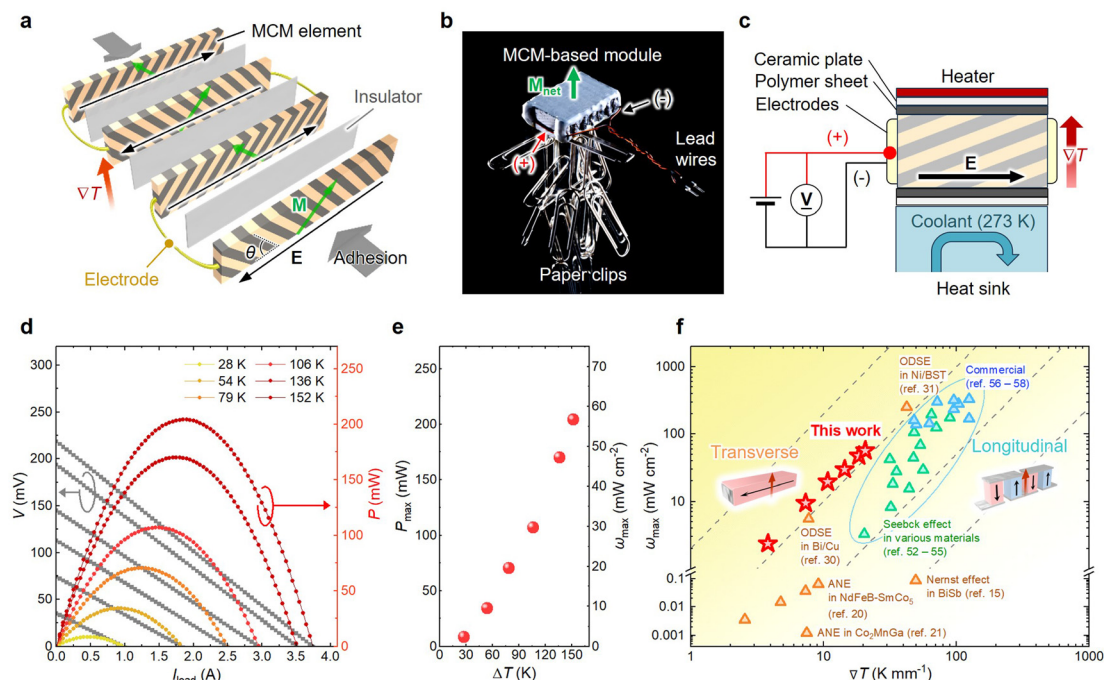 a
MCM element
Insulator
∇T
M
θ
E
Adhesion
Electrode
b
MCM-based module
M_net
(-)
(+)
Lead
wires
Paper clips
c
Ceramic plate
Polymer sheet
Electrodes
Heater
(+)
(-)
V
E
∇T
Coolant (273 K)
Heat sink
d
300
250
200
150
100
50
0
V (mV)
28 K
54 K
79 K
106 K
136 K
152 K
250
200
150
100
50
0
P (mW)
0.0 0.5 1.0 1.5 2.0 2.5 3.0 3.5 4.0
I_load (A)
e
250
200
150
100
50
0
P_max (mW)
70
60
50
40
30
20
10
0
ω_max (mW cm⁻²)
0 30 60 90 120 150
ΔT (K)
f
1000
100
10
0.1
0.01
0.001
ω_max (mW cm⁻²)
ODSE
in Ni/BST
(ref. 31)
Commercial
(ref. 56 – 58)
This work
Transverse
Longitudinal
ODSE
in Bi/Cu
(ref. 30)
Seebck effect
in various materials
(ref. 52 – 55)
ANE
in NdFeB-SmCo₅
(ref. 20)
Nernst effect
in BiSb (ref. 15)
ANE in Co₂MnGa (ref. 21)
1 10 100 1000
∇T (K mm⁻¹)